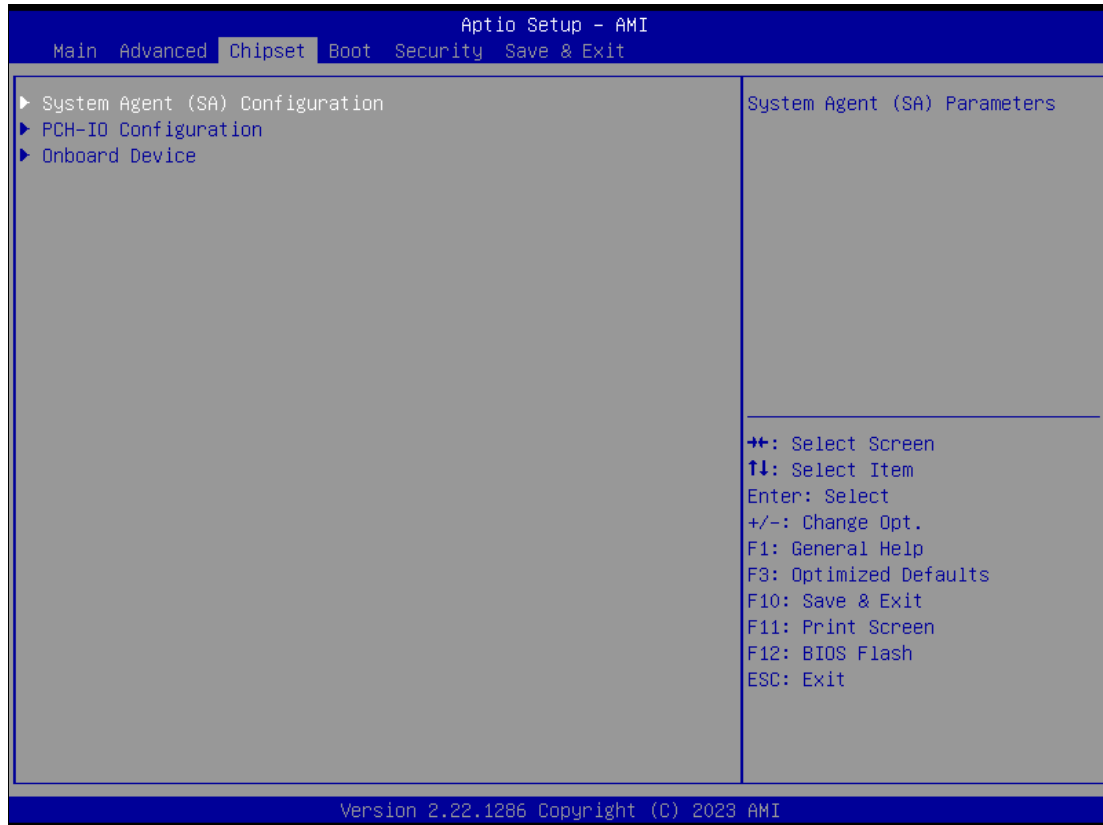 Aptio Setup – AMI
Main Advanced Chipset Boot Security Save & Exit
▶ System Agent (SA) Configuration
▶ PCH-IO Configuration
▶ Onboard Device
System Agent (SA) Parameters
→←: Select Screen
↑↓: Select Item
Enter: Select
+/-: Change Opt.
F1: General Help
F3: Optimized Defaults
F10: Save & Exit
F11: Print Screen
F12: BIOS Flash
ESC: Exit
Version 2.22.1286 Copyright (C) 2023 AMI